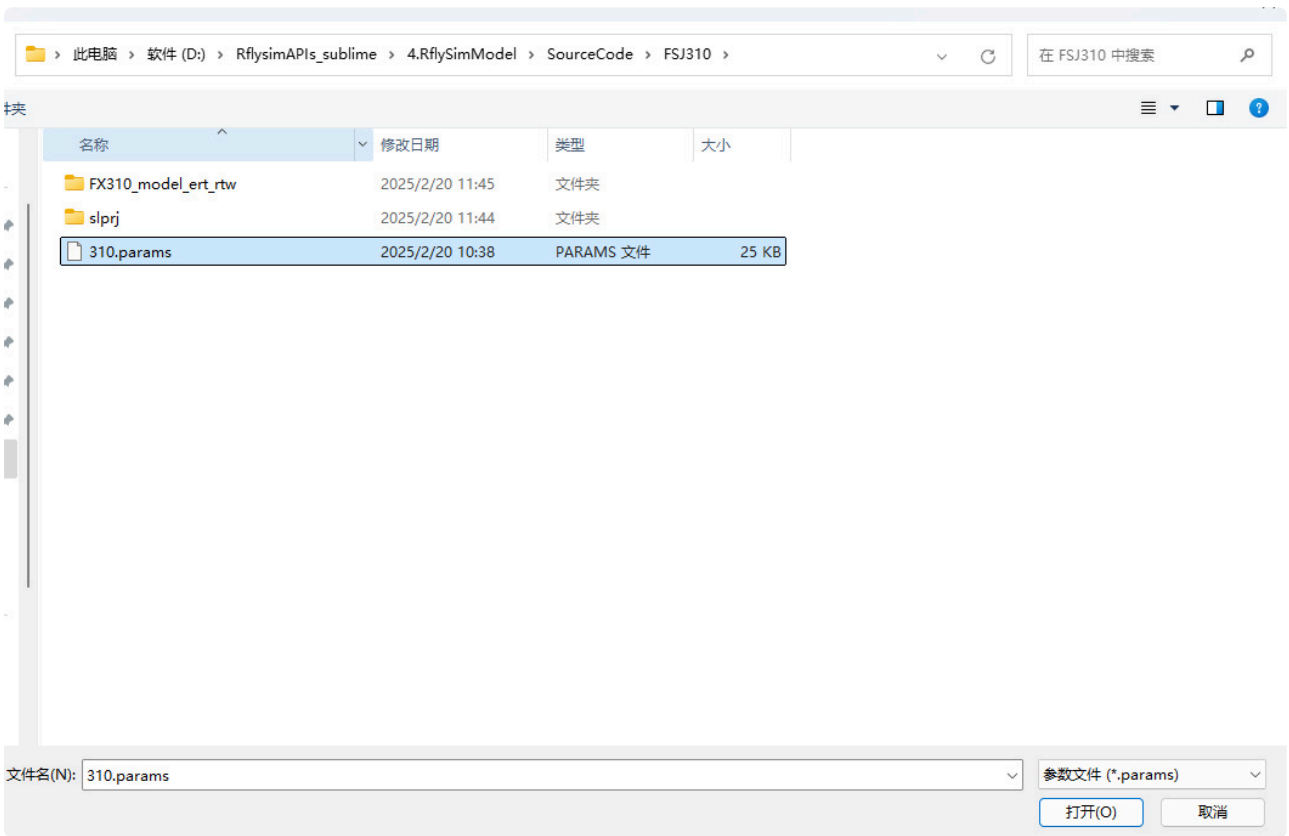 此电脑 › 软件 (D:) › RflysimAPIs_sublime › 4.RflySimModel › SourceCode › FSJ310 ›
在 FSJ310 中搜索
件夹
名称 修改日期 类型 大小
FX310_model_ert_rtw 2025/2/20 11:45 文件夹
slprj 2025/2/20 11:44 文件夹
310.params 2025/2/20 10:38 PARAMS 文件 25 KB
文件名(N): 310.params 参数文件 (*.params)
打开(O) 取消